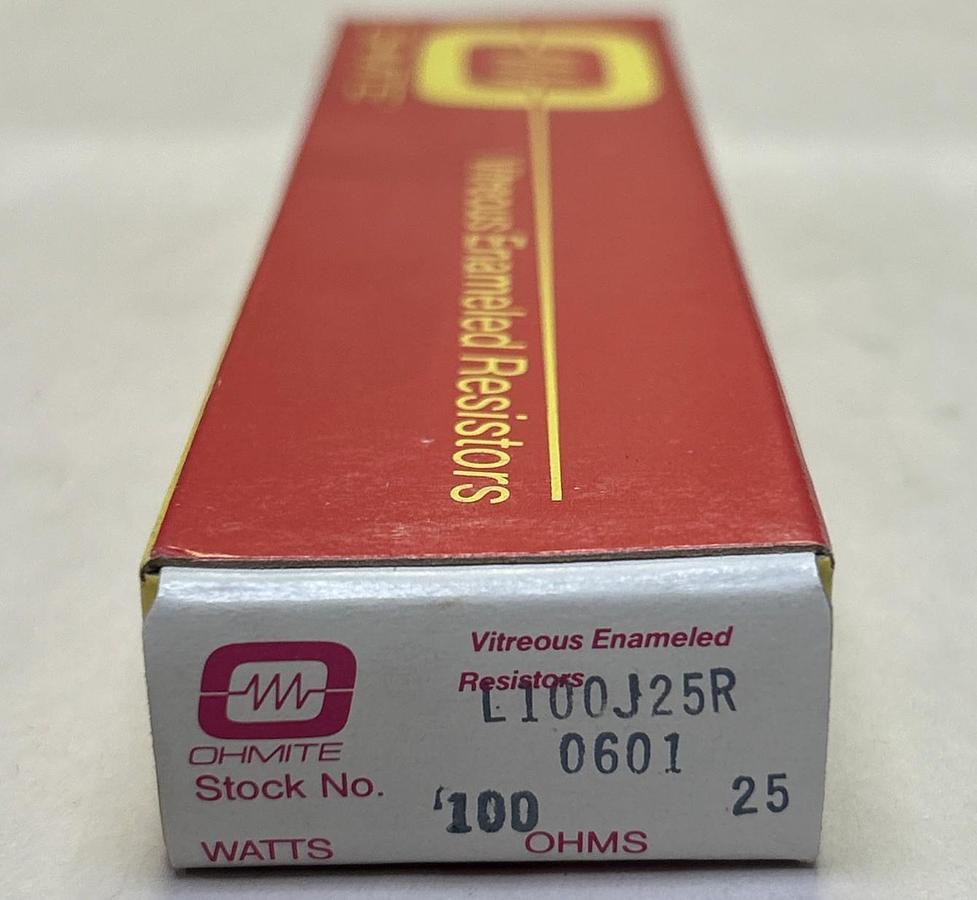 Vitreous Enameled Resistors
Vitreous Enameled
Resistors
L100J25R
0601
OHMITE
Stock No.
100
25
WATTS
OHMS